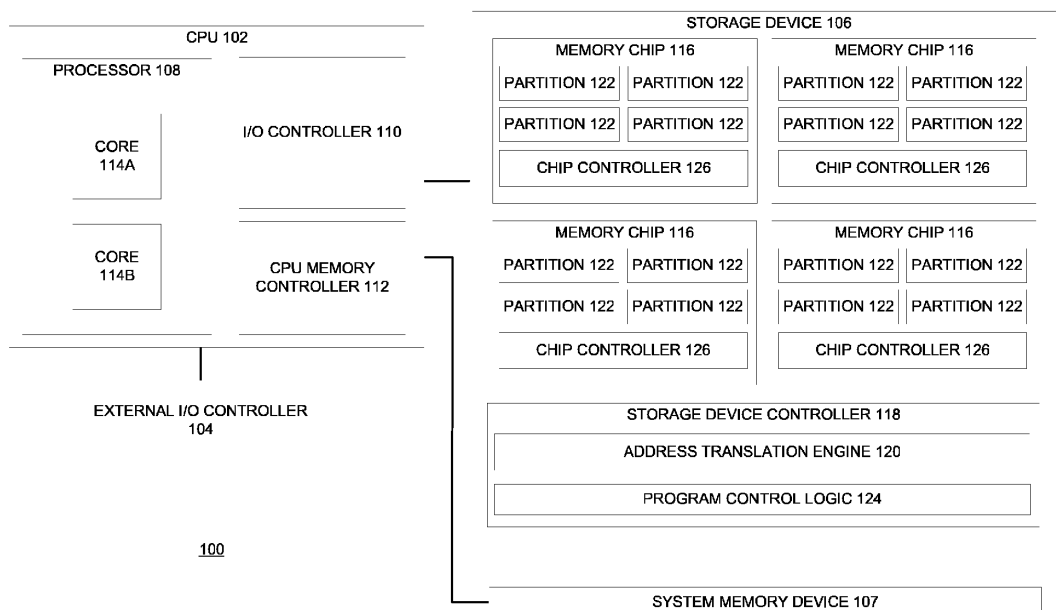 CPU 102
PROCESSOR 108
CORE
114A
CORE
114B
I/O CONTROLLER 110
CPU MEMORY
CONTROLLER 112
EXTERNAL I/O CONTROLLER
104
100
STORAGE DEVICE 106
MEMORY CHIP 116
PARTITION 122 PARTITION 122
PARTITION 122 PARTITION 122
CHIP CONTROLLER 126
MEMORY CHIP 116
PARTITION 122 PARTITION 122
PARTITION 122 PARTITION 122
CHIP CONTROLLER 126
MEMORY CHIP 116
PARTITION 122 PARTITION 122
PARTITION 122 PARTITION 122
CHIP CONTROLLER 126
MEMORY CHIP 116
PARTITION 122 PARTITION 122
PARTITION 122 PARTITION 122
CHIP CONTROLLER 126
STORAGE DEVICE CONTROLLER 118
ADDRESS TRANSLATION ENGINE 120
PROGRAM CONTROL LOGIC 124
SYSTEM MEMORY DEVICE 107